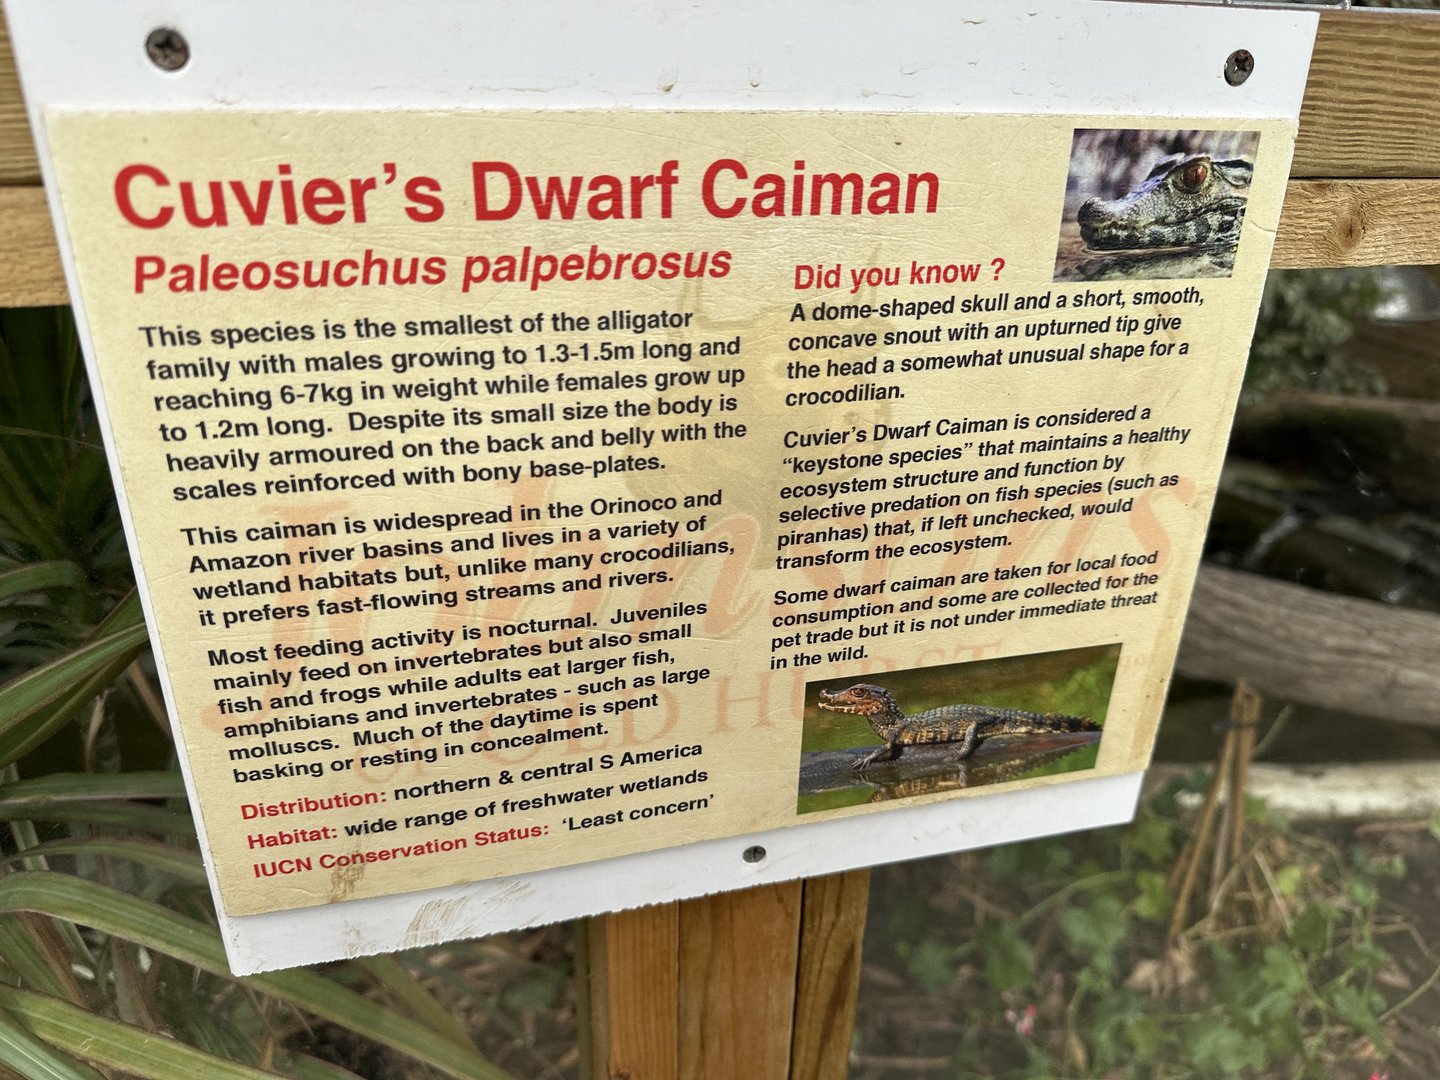 Cuvier's Dwarf Caiman
Paleosuchus palpebrosus
This species is the smallest of the alligator
family with males growing to 1.3-1.5m long and
reaching 6-7kg in weight while females grow up
to 1.2m long. Despite its small size the body is
heavily armoured on the back and belly with the
scales reinforced with bony base-plates.
This caiman is widespread in the Orinoco and
Amazon river basins and lives in a variety of
wetland habitats but, unlike many crocodilians,
it prefers fast-flowing streams and rivers.
Most feeding activity is nocturnal. Juveniles
mainly feed on invertebrates but also small
fish and frogs while adults eat larger fish,
amphibians and invertebrates - such as large
molluscs. Much of the daytime is spent
basking or resting in concealment.
Distribution: northern & central S America
Habitat: wide range of freshwater wetlands
IUCN Conservation Status: 'Least concern'
Did you know ?
A dome-shaped skull and a short, smooth,
concave snout with an upturned tip give
the head a somewhat unusual shape for a
crocodilian.
Cuvier's Dwarf Caiman is considered a
"keystone species" that maintains a healthy
ecosystem structure and function by
selective predation on fish species (such as
piranhas) that, if left unchecked, would
transform the ecosystem.
Some dwarf caiman are taken for local food
consumption and some are collected for the
pet trade but it is not under immediate threat
in the wild.